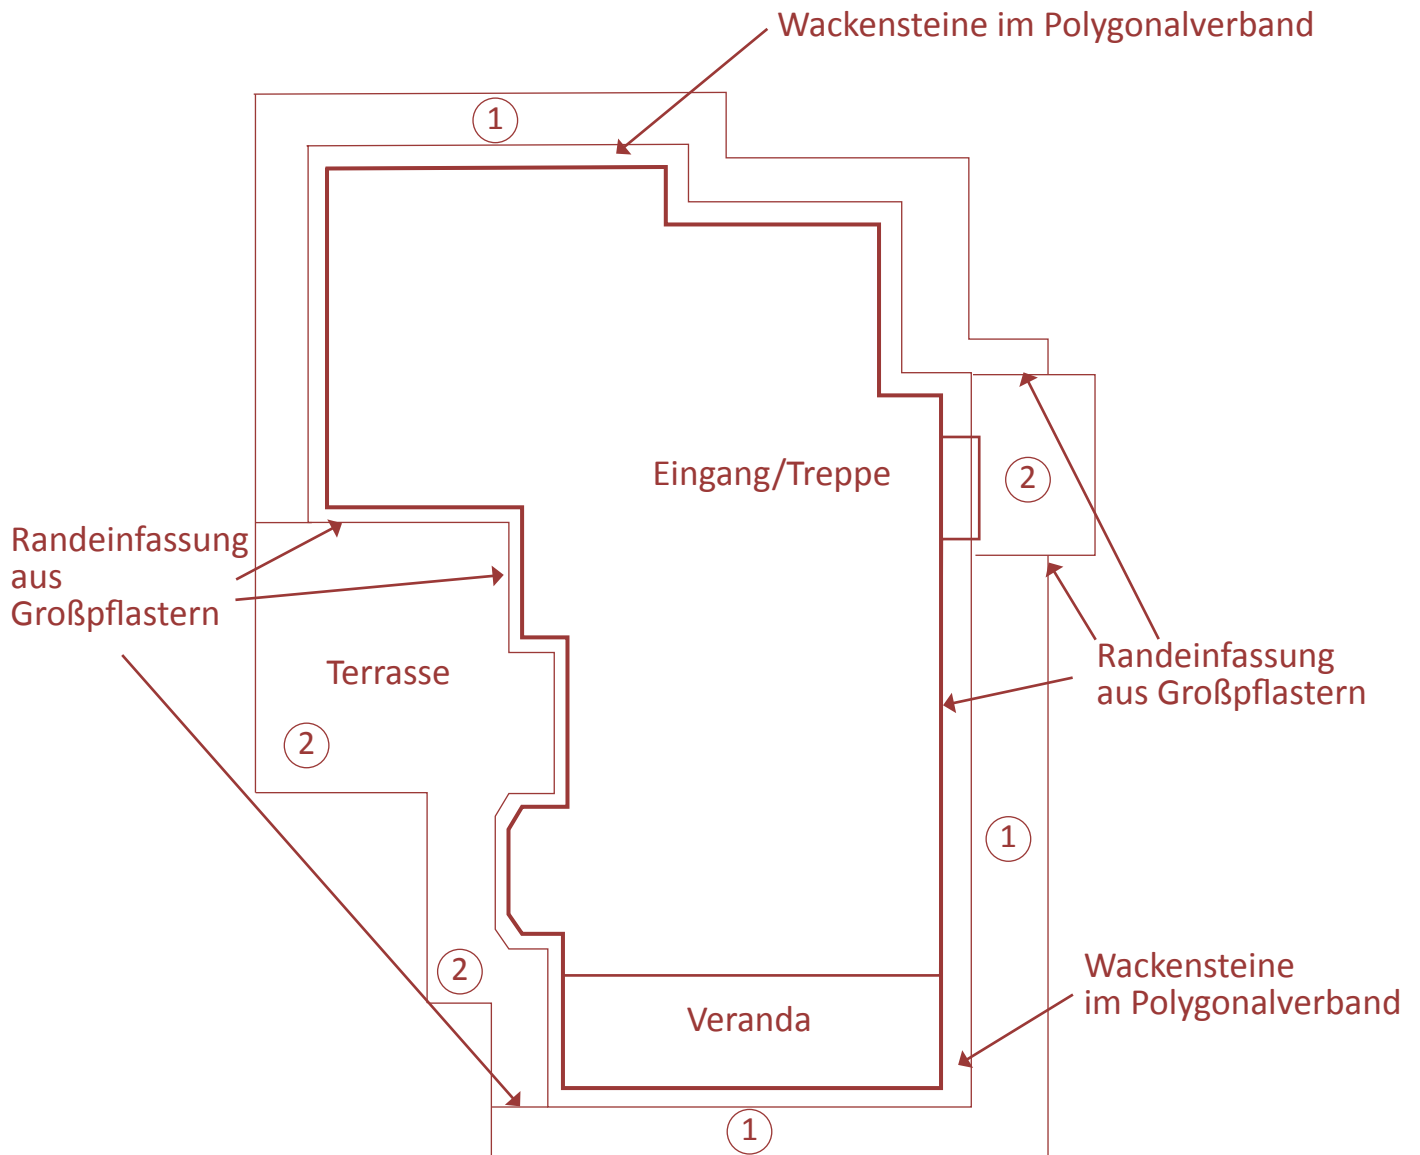 Wackensteine im Polygonalverband
1
Eingang/Treppe
2
Randeinfassung
aus
Großpflastern
Terrasse
Randeinfassung
aus Großpflastern
2
1
2
Wackensteine
im Polygonalverband
Veranda
1